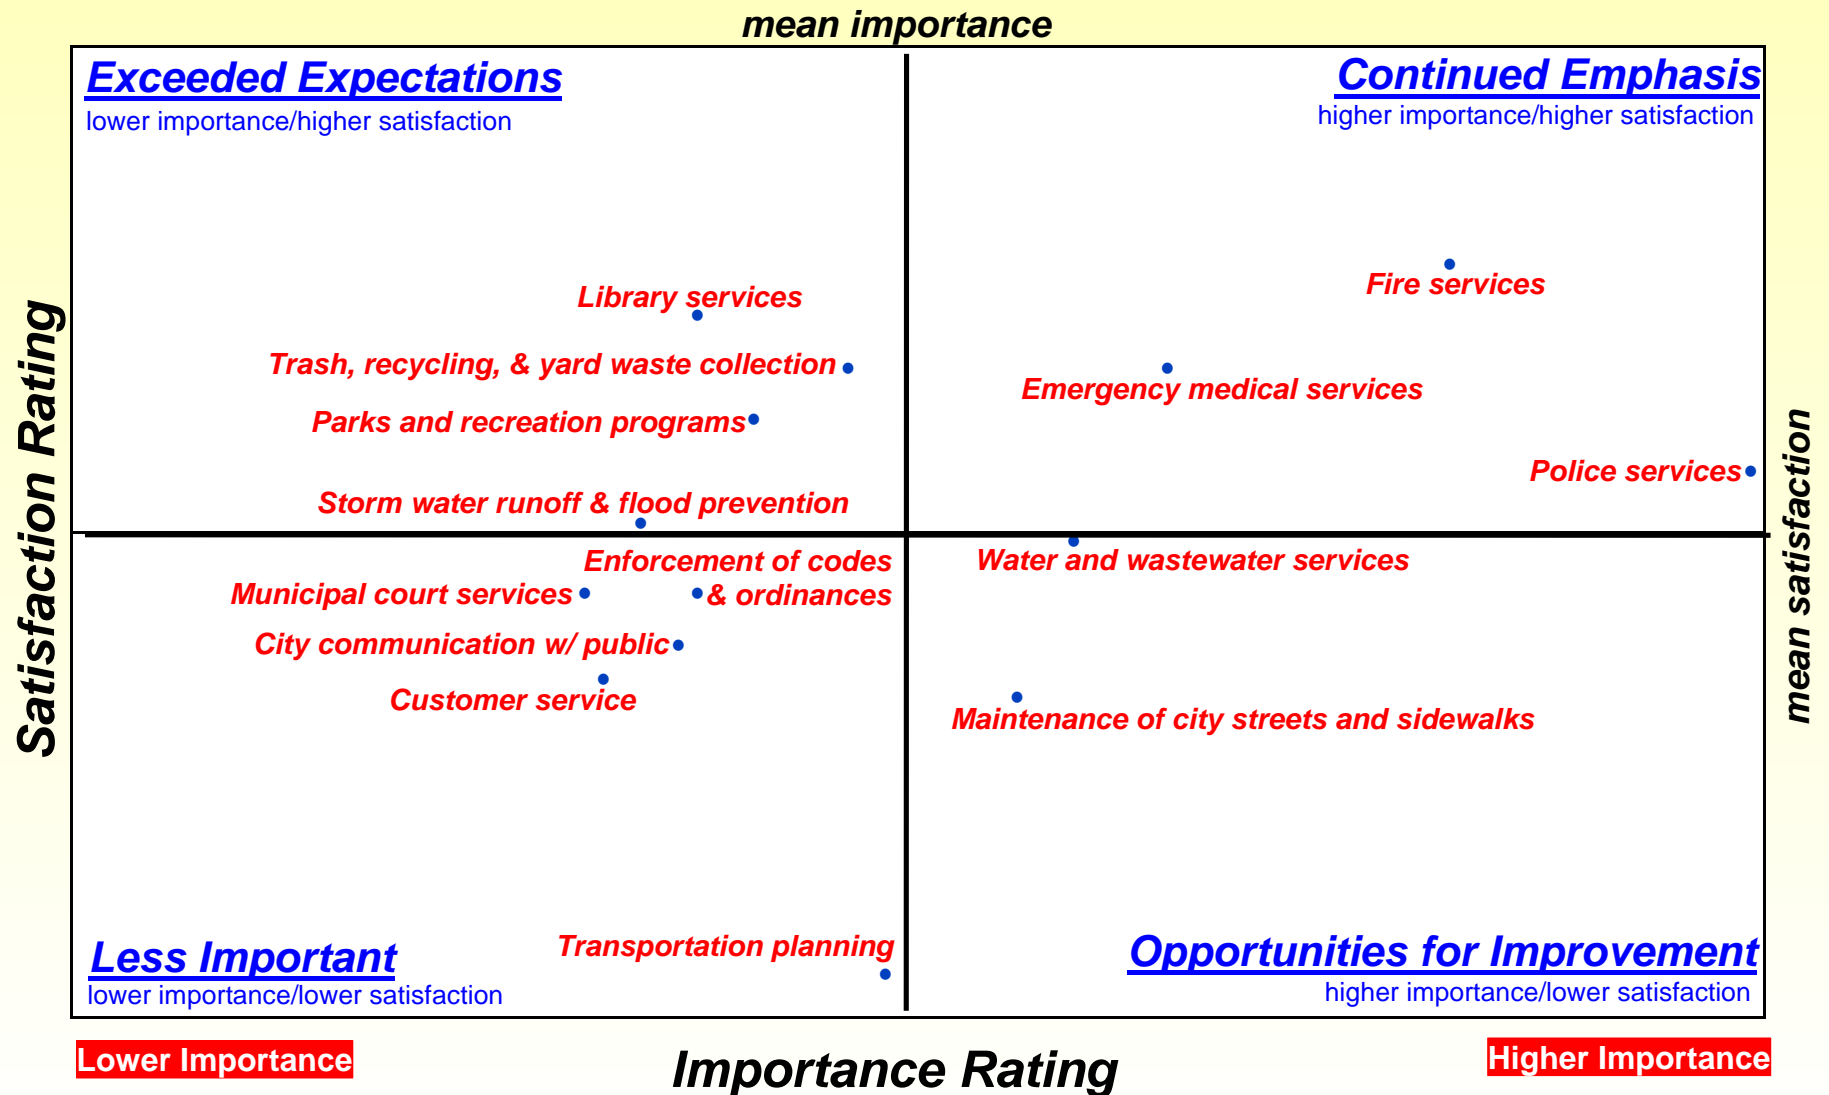 mean importance
Exceeded Expectations
lower importance/higher satisfaction
Continued Emphasis
higher importance/higher satisfaction
Library services
Fire services
Trash, recycling, & yard waste collection
Emergency medical services
Parks and recreation programs
Police services
Storm water runoff & flood prevention
Enforcement of codes
& ordinances
Water and wastewater services
Municipal court services
City communication w/ public
Customer service
Maintenance of city streets and sidewalks
Transportation planning
Less Important
lower importance/lower satisfaction
Opportunities for Improvement
higher importance/lower satisfaction
Satisfaction Rating
mean satisfaction
Lower Importance
Importance Rating
Higher Importance